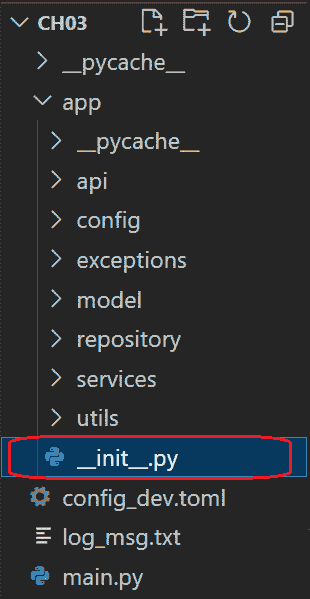 CH03
__pycache__
app
__pycache__
api
config
exceptions
model
repository
services
utils
__init__.py
config_dev.toml
log_msg.txt
main.py